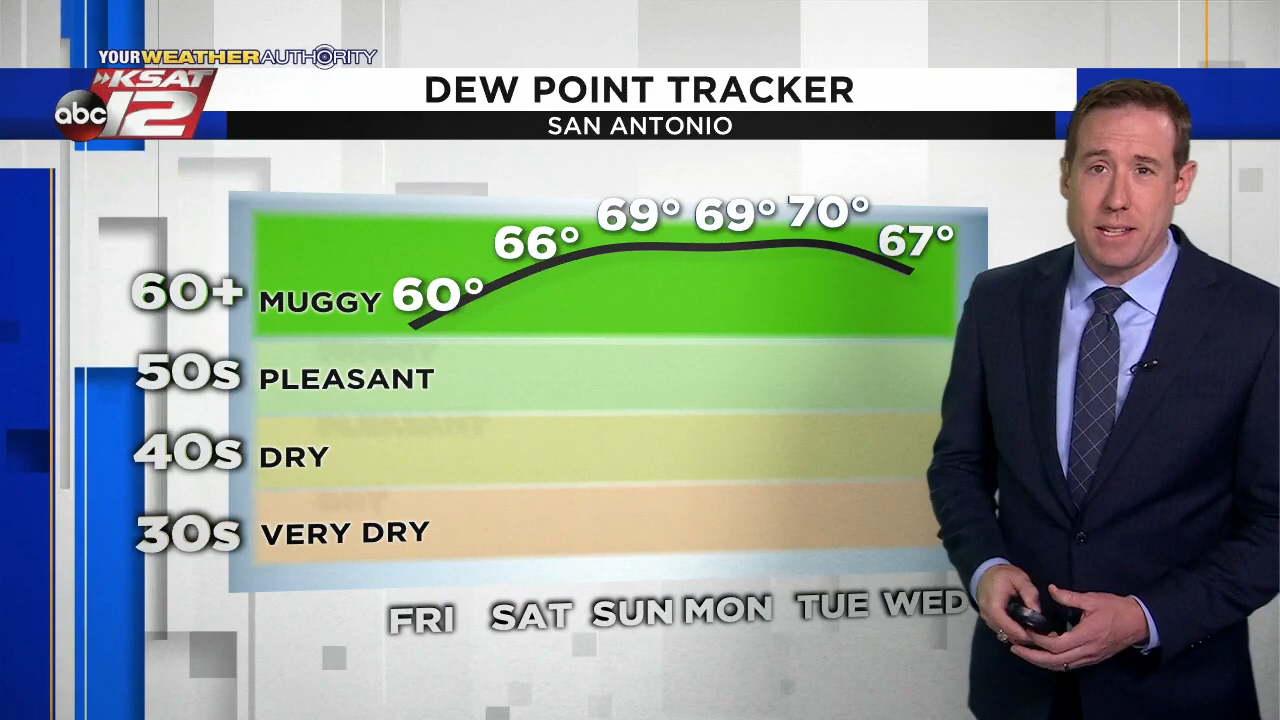 YOURWEATHERAUTHORITY
KSAT
abc 12
DEW POINT TRACKER
SAN ANTONIO
60+ MUGGY 60° 66° 69° 69° 70° 67°
50s PLEASANT
40s DRY
30s VERY DRY
FRI SAT SUN MON TUE WED